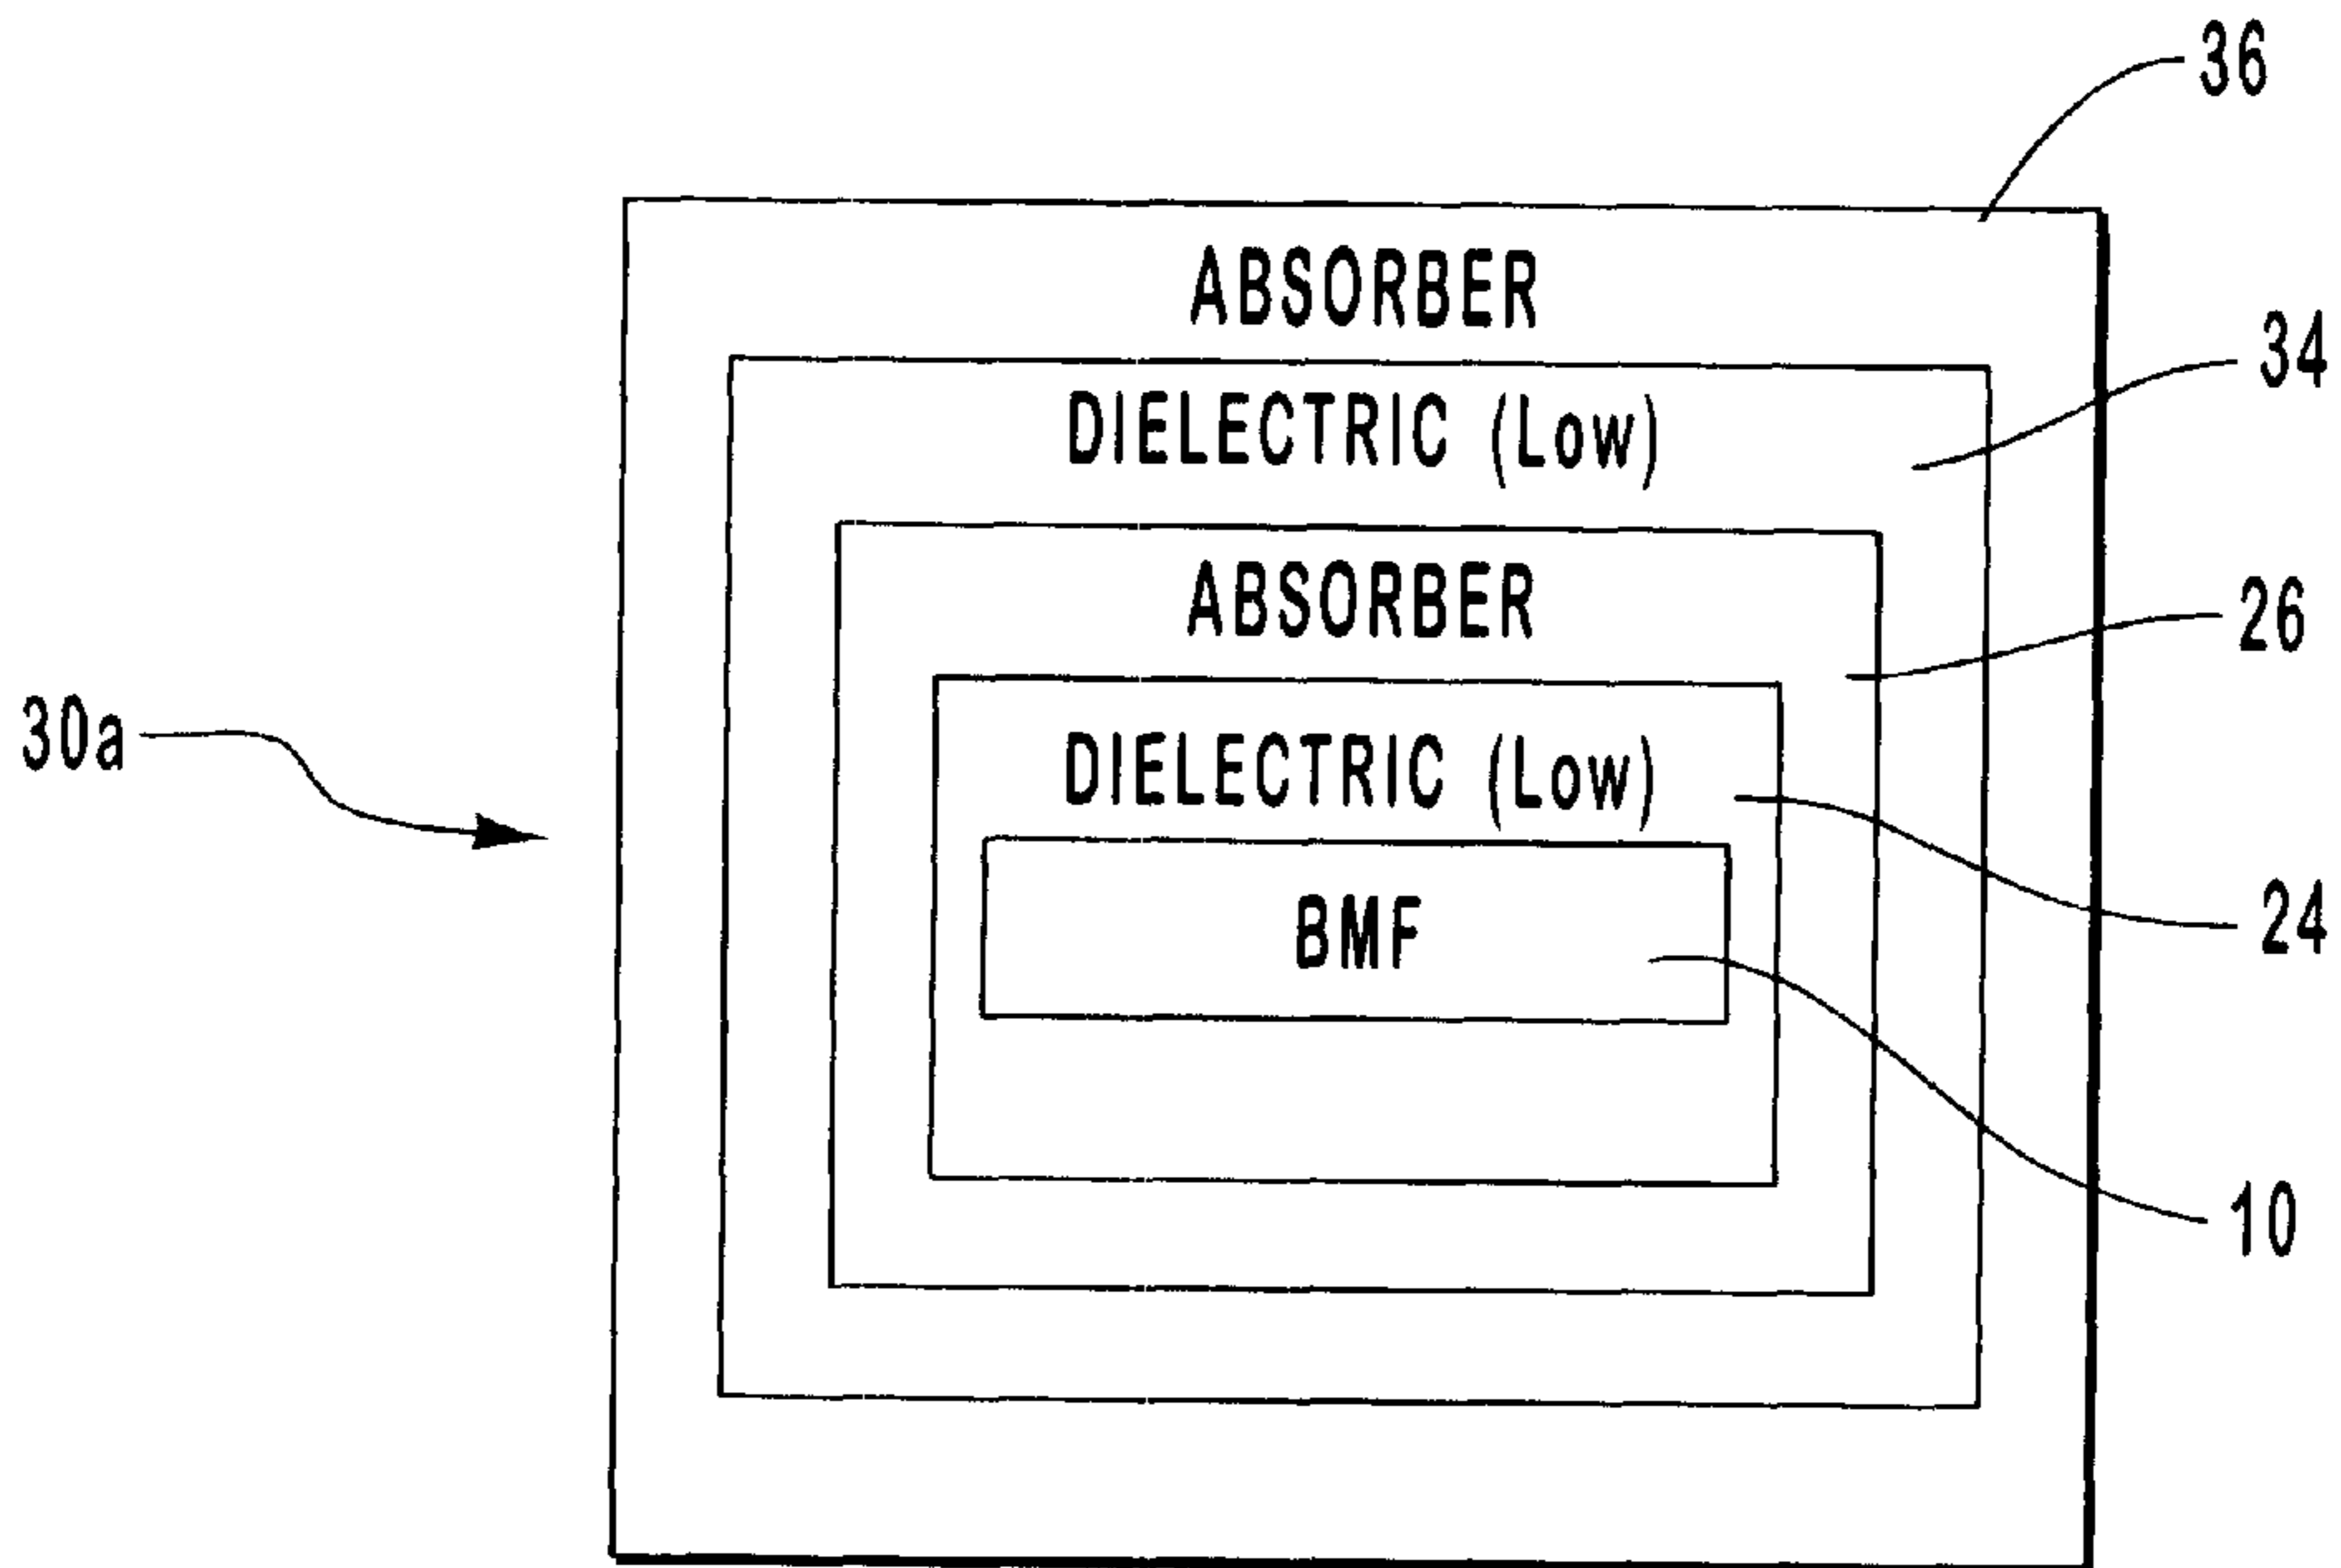 36
ABSORBER
34
DIELECTRIC (Low)
ABSORBER
26
30a
DIELECTRIC (Low)
24
BMF
10